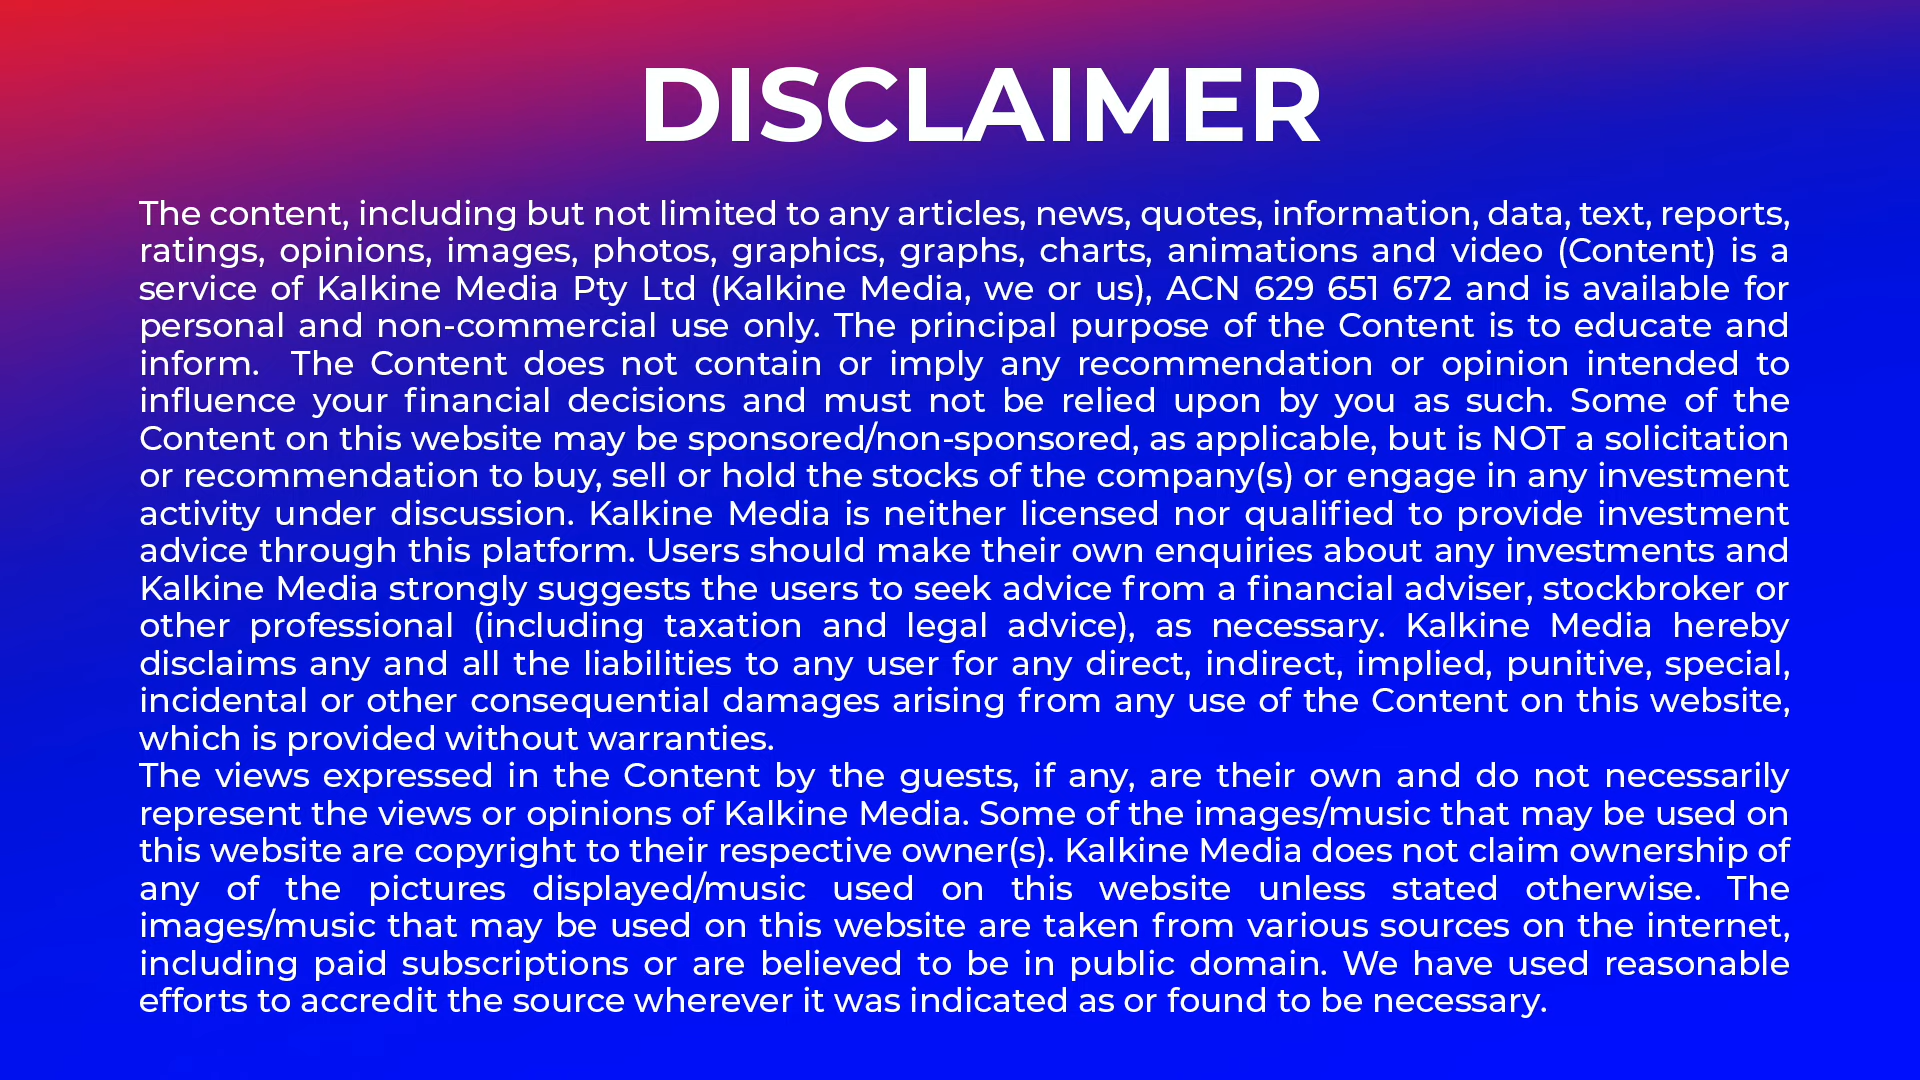 DISCLAIMER
The content, including but not limited to any articles, news, quotes, information, data, text, reports,
ratings, opinions, images, photos, graphics, graphs, charts, animations and video (Content) is a
service of Kalkine Media Pty Ltd (Kalkine Media, we or us), ACN 629 651 672 and is available for
personal and non-commercial use only. The principal purpose of the Content is to educate and
inform.  The Content does not contain or imply any recommendation or opinion intended to
influence your financial decisions and must not be relied upon by you as such. Some of the
Content on this website may be sponsored/non-sponsored, as applicable, but is NOT a solicitation
or recommendation to buy, sell or hold the stocks of the company(s) or engage in any investment
activity under discussion. Kalkine Media is neither licensed nor qualified to provide investment
advice through this platform. Users should make their own enquiries about any investments and
Kalkine Media strongly suggests the users to seek advice from a financial adviser, stockbroker or
other professional (including taxation and legal advice), as necessary. Kalkine Media hereby
disclaims any and all the liabilities to any user for any direct, indirect, implied, punitive, special,
incidental or other consequential damages arising from any use of the Content on this website,
which is provided without warranties.
The views expressed in the Content by the guests, if any, are their own and do not necessarily
represent the views or opinions of Kalkine Media. Some of the images/music that may be used on
this website are copyright to their respective owner(s). Kalkine Media does not claim ownership of
any of the pictures displayed/music used on this website unless stated otherwise. The
images/music that may be used on this website are taken from various sources on the internet,
including paid subscriptions or are believed to be in public domain. We have used reasonable
efforts to accredit the source wherever it was indicated as or found to be necessary.